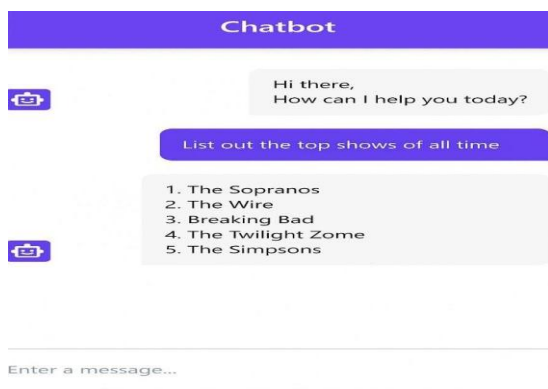 Chatbot
Hi there,
How can I help you today?
List out the top shows of all time
1. The Sopranos
2. The Wire
3. Breaking Bad
4. The Twilight Zome
5. The Simpsons
Enter a message...